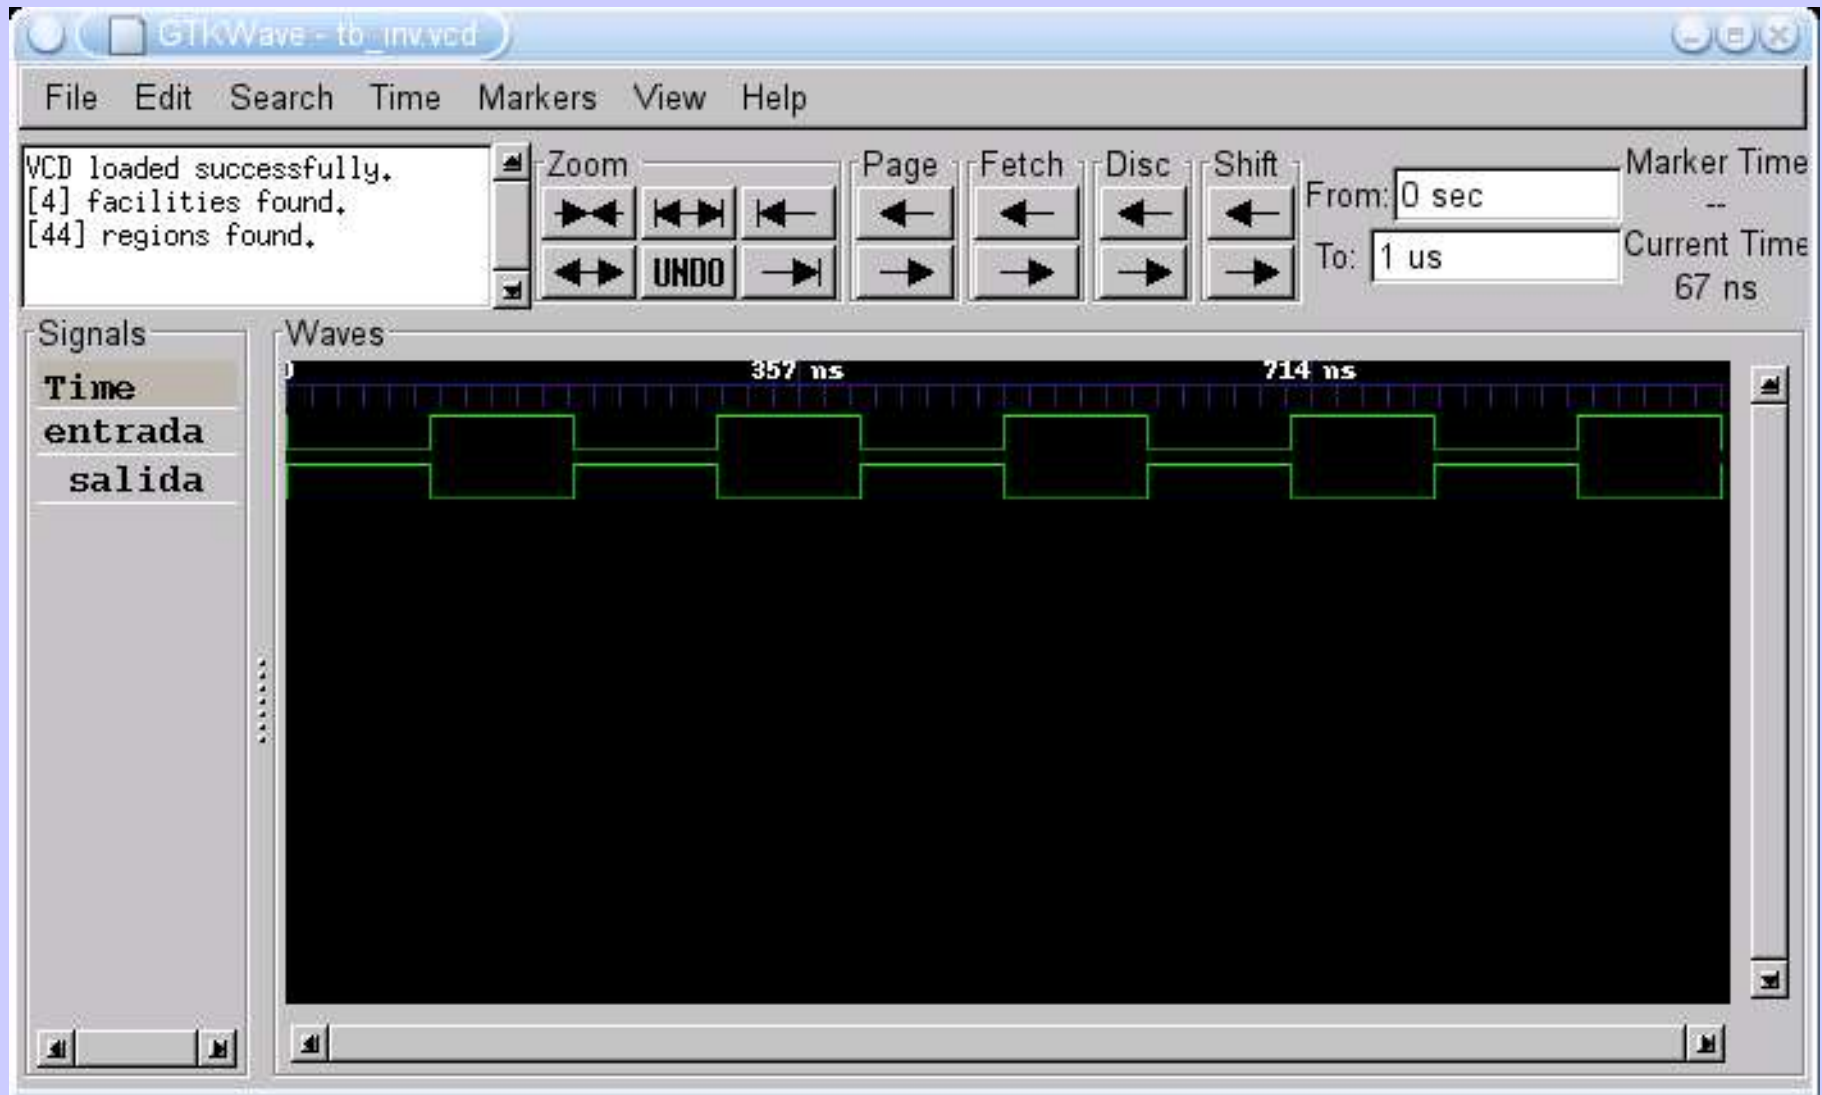 GTKWave - tb_inv.vcd
File Edit Search Time Markers View Help
VCD loaded successfully.
[4] facilities found.
[44] regions found.
Zoom
UNDO
Page
Fetch
Disc
Shift
From: 0 sec
To: 1 us
Marker Time
--
Current Time
67 ns
Signals
Time
entrada
salida
Waves
0 357 ns 714 ns